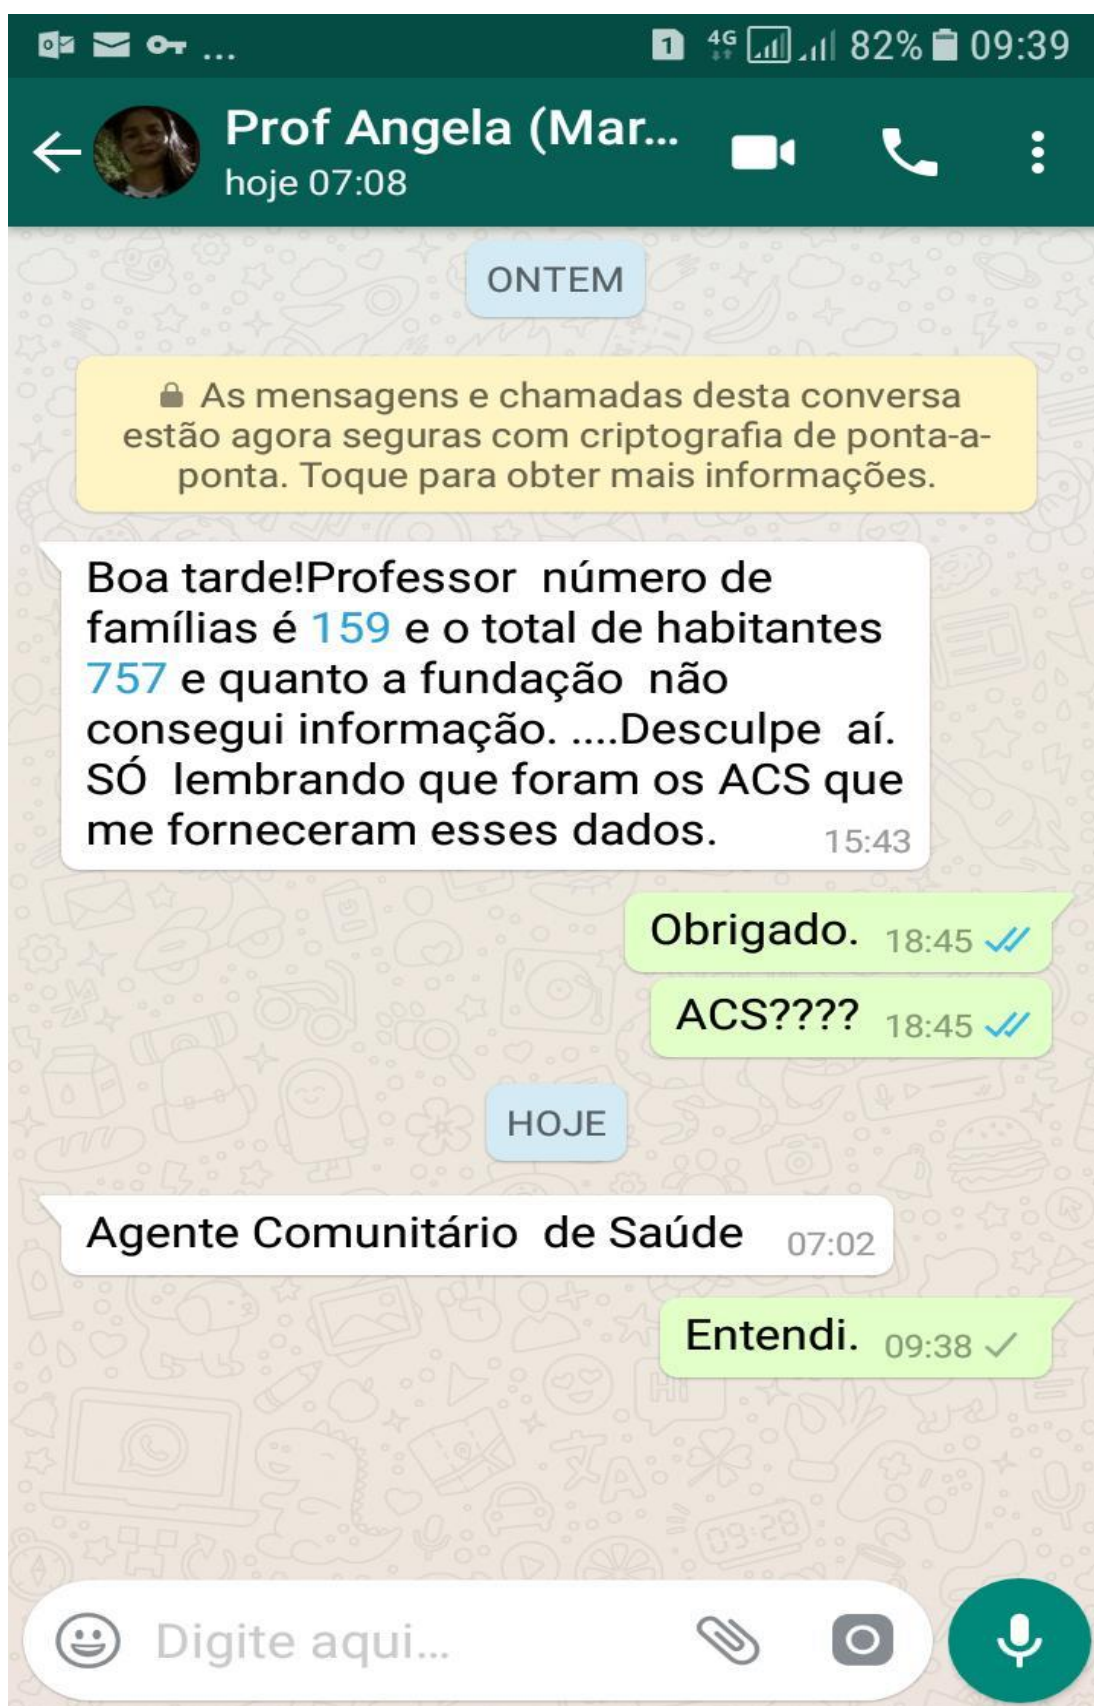 ... 1 4G 82% 09:39
Prof Angela (Mar...
hoje 07:08
ONTEM
As mensagens e chamadas desta conversa
estão agora seguras com criptografia de ponta-a-
ponta. Toque para obter mais informações.
Boa tarde!Professor  número de
famílias é 159 e o total de habitantes
757 e quanto a fundação  não
consegui informação. ....Desculpe  aí.
SÓ  lembrando que foram os ACS que
me forneceram esses dados. 15:43
Obrigado. 18:45
ACS???? 18:45
HOJE
Agente Comunitário  de Saúde 07:02
Entendi. 09:38
Digite aqui...